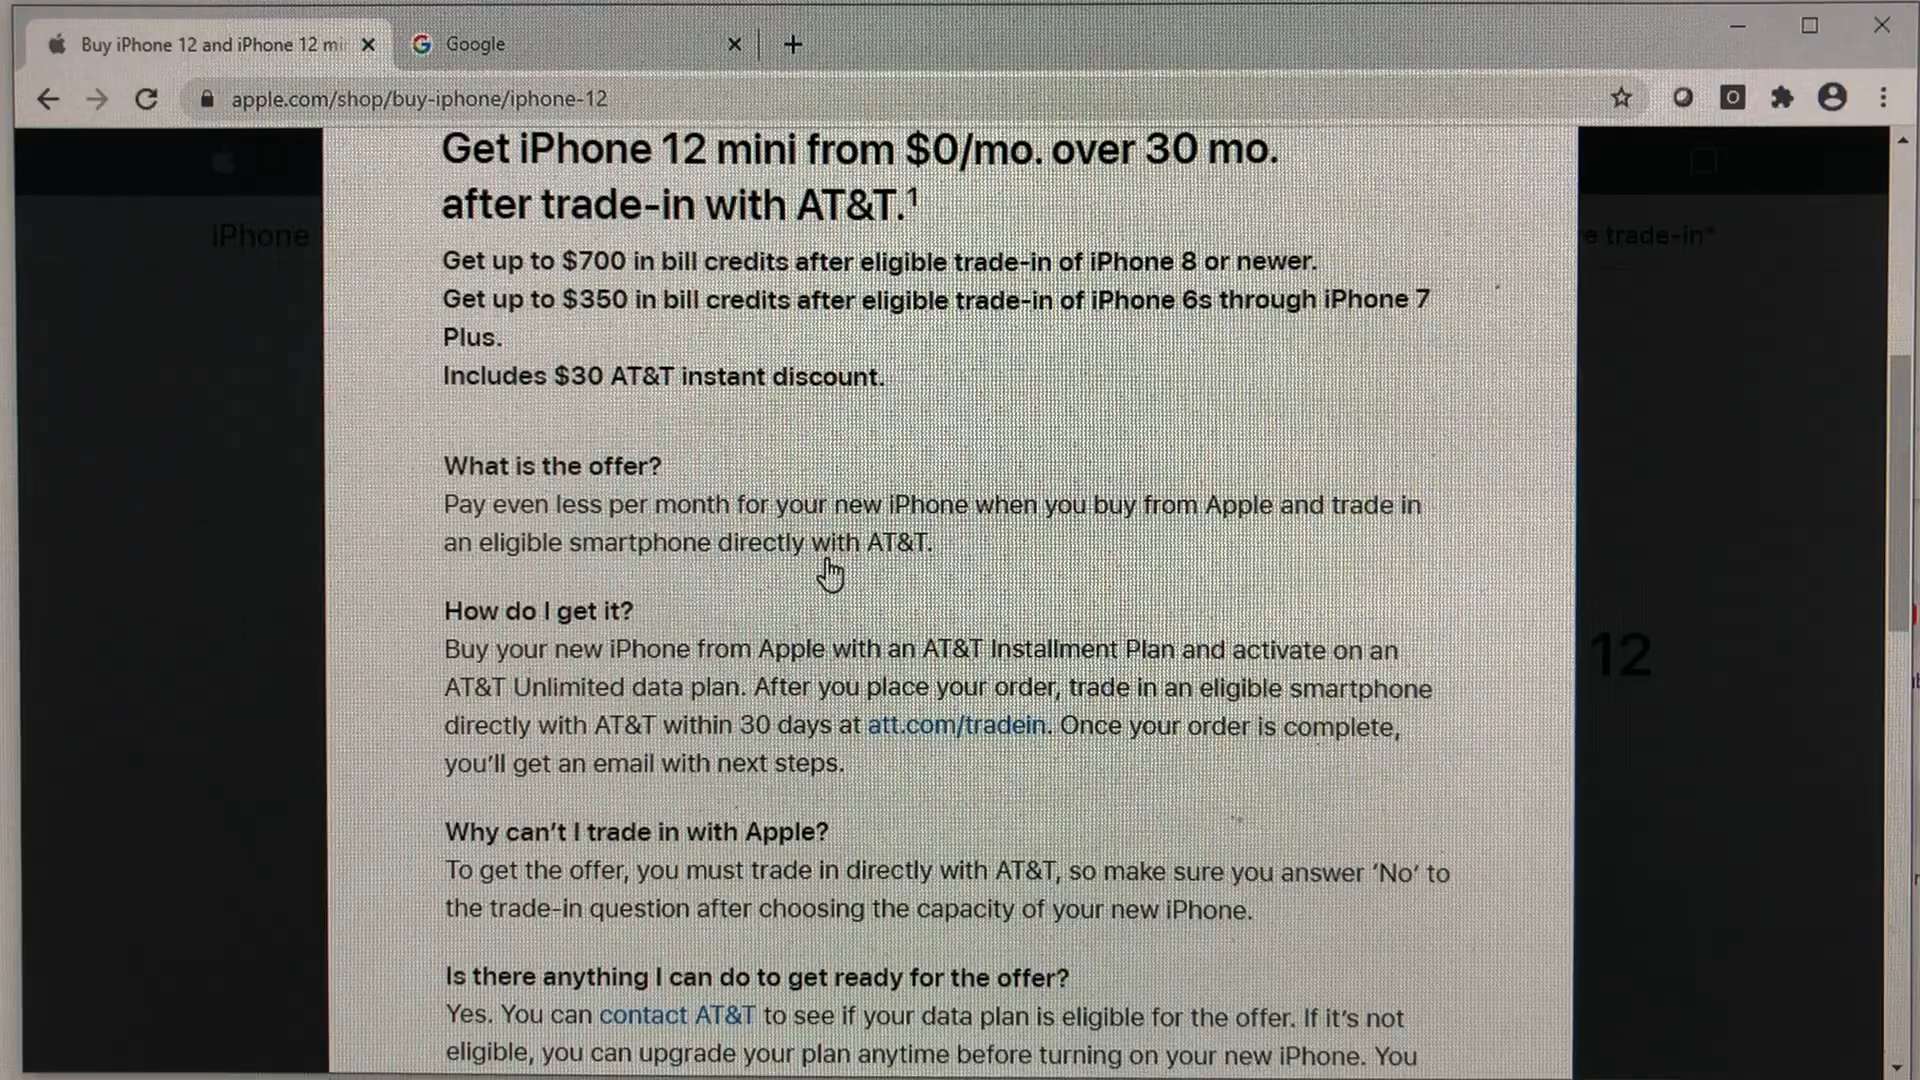 Buy iPhone 12 and iPhone 12 mi
Google
apple.com/shop/buy-iphone/iphone-12
Get iPhone 12 mini from $0/mo. over 30 mo.
after trade-in with AT&T.¹
iPhone
e trade-in*
Get up to $700 in bill credits after eligible trade-in of iPhone 8 or newer.
Get up to $350 in bill credits after eligible trade-in of iPhone 6s through iPhone 7
Plus.
Includes $30 AT&T instant discount.
What is the offer?
Pay even less per month for your new iPhone when you buy from Apple and trade in
an eligible smartphone directly with AT&T.
How do I get it?
Buy your new iPhone from Apple with an AT&T Installment Plan and activate on an
AT&T Unlimited data plan. After you place your order, trade in an eligible smartphone
directly with AT&T within 30 days at att.com/tradein. Once your order is complete,
you’ll get an email with next steps.
12
Why can’t I trade in with Apple?
To get the offer, you must trade in directly with AT&T, so make sure you answer ‘No’ to
the trade-in question after choosing the capacity of your new iPhone.
Is there anything I can do to get ready for the offer?
Yes. You can contact AT&T to see if your data plan is eligible for the offer. If it’s not
eligible, you can upgrade your plan anytime before turning on your new iPhone. You